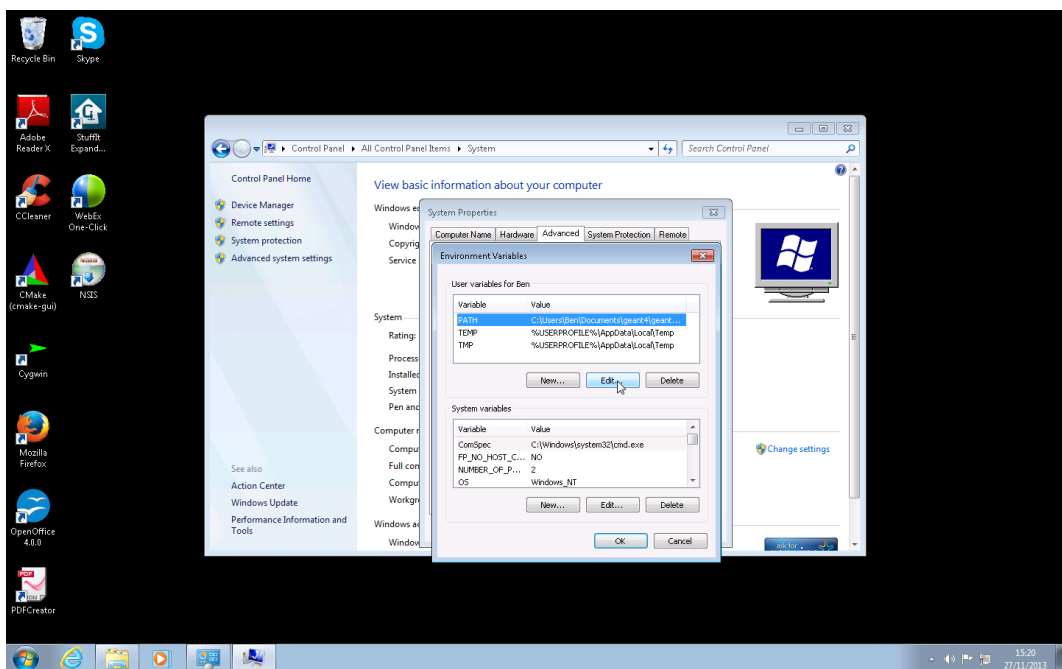 Recycle Bin
Skype
Adobe
Reader X
StuffIt
Expand...
CCleaner
WebEx
One-Click
CMake
(cmake-gui)
NSIS
Cygwin
Mozilla
Firefox
OpenOffice
4.0.0
PDFCreator
Control Panel
All Control Panel Items
System
Search Control Panel
Control Panel Home
Device Manager
Remote settings
System protection
Advanced system settings
See also
Action Center
Windows Update
Performance Information and
Tools
View basic information about your computer
Windows
Copyrig
Service
System
Rating:
Process
Installed
System
Pen and
Computer
Full
Change settings
ask for
System Properties
Computer Name Hardware Advanced System Protection Remote
Environment Variables
User variables for Ben
Variable Value
PATH C:\Users\Ben\Documents\geant4\geant...
TEMP %USERPROFILE%\AppData\Local\Temp
TMP %USERPROFILE%\AppData\Local\Temp
New... Edit... Delete
System variables
Variable Value
ComSpec C:\Windows\system32\cmd.exe
FP_NO_HOST_C... NO
NUMBER_OF_P... 2
OS Windows_NT
New... Edit... Delete
OK Cancel
15:20
27/11/2013